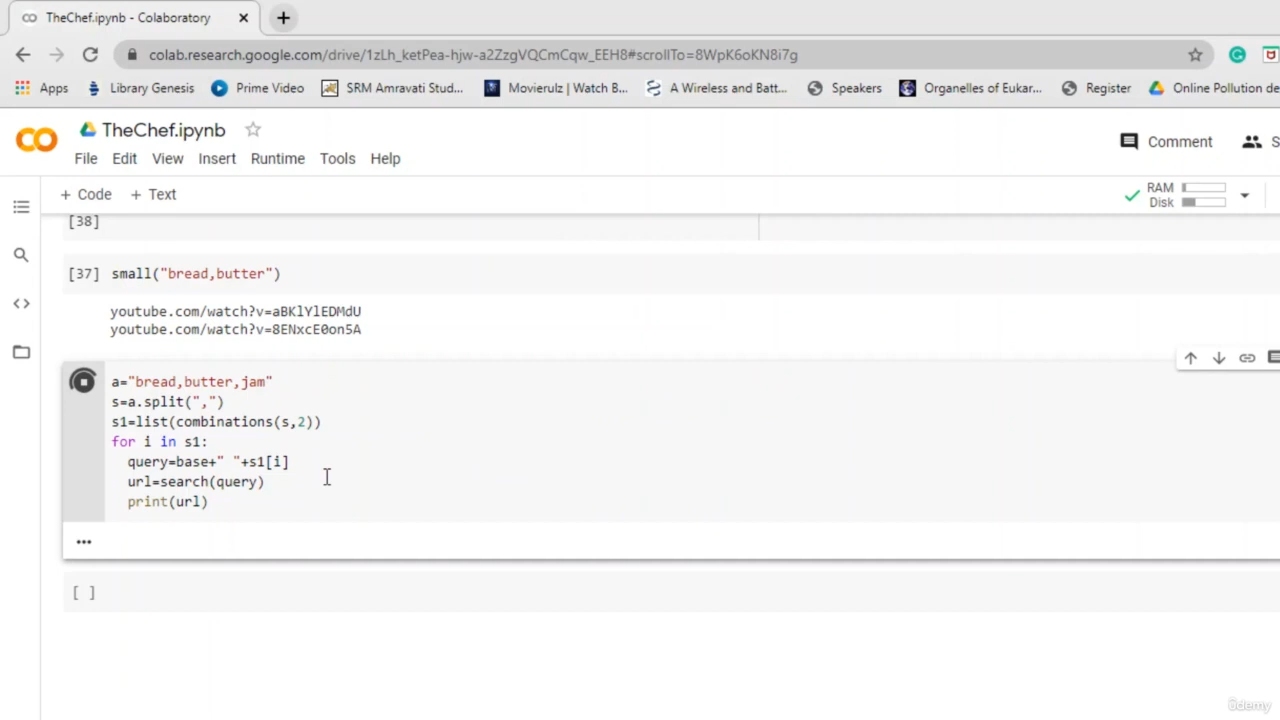 TheChef.ipynb - Colaboratory
colab.research.google.com/drive/1zLh_ketPea-hjw-a2ZzgVQCmCqw_EEH8#scrollTo=8WpK6oKN8i7g
Apps Library Genesis Prime Video SRM Amravati Stud... Movierulz | Watch B... A Wireless and Batt... Speakers Organelles of Eukar... Register Online Pollution de
TheChef.ipynb
Comment S
File Edit View Insert Runtime Tools Help
+ Code + Text
RAM
Disk
[38]
[37] small("bread,butter")
youtube.com/watch?v=aBKlYlEDMdU
youtube.com/watch?v=8ENxcE0on5A
a="bread,butter,jam"
s=a.split(",")
s1=list(combinations(s,2))
for i in s1:
query=base+" "+s1[i]
url=search(query)
print(url)
...
[ ]
ûdemy